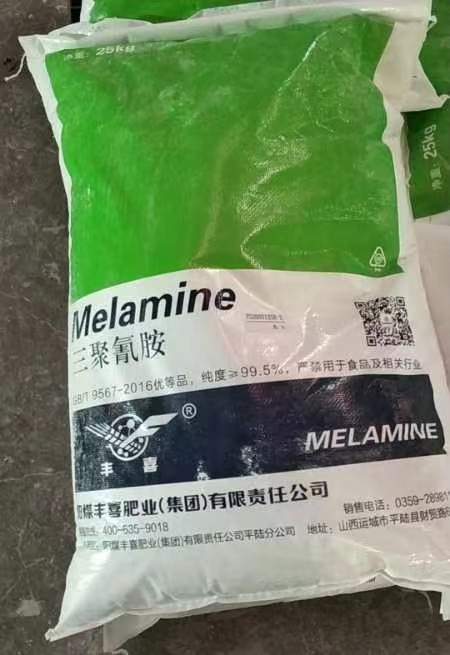 净重：25kg
净重：25kg
Melamine
三聚氰胺
GB/T 9567-2016优等品，纯度≥99.5%，严禁用于食品及相关行业
®
丰 喜
MELAMINE
阳煤丰喜肥业(集团)有限责任公司
400-635-9018
销售电话：0359-289811
阳煤丰喜肥业(集团)有限责任公司平陆分公司
地址：山西运城市平陆县财贸路